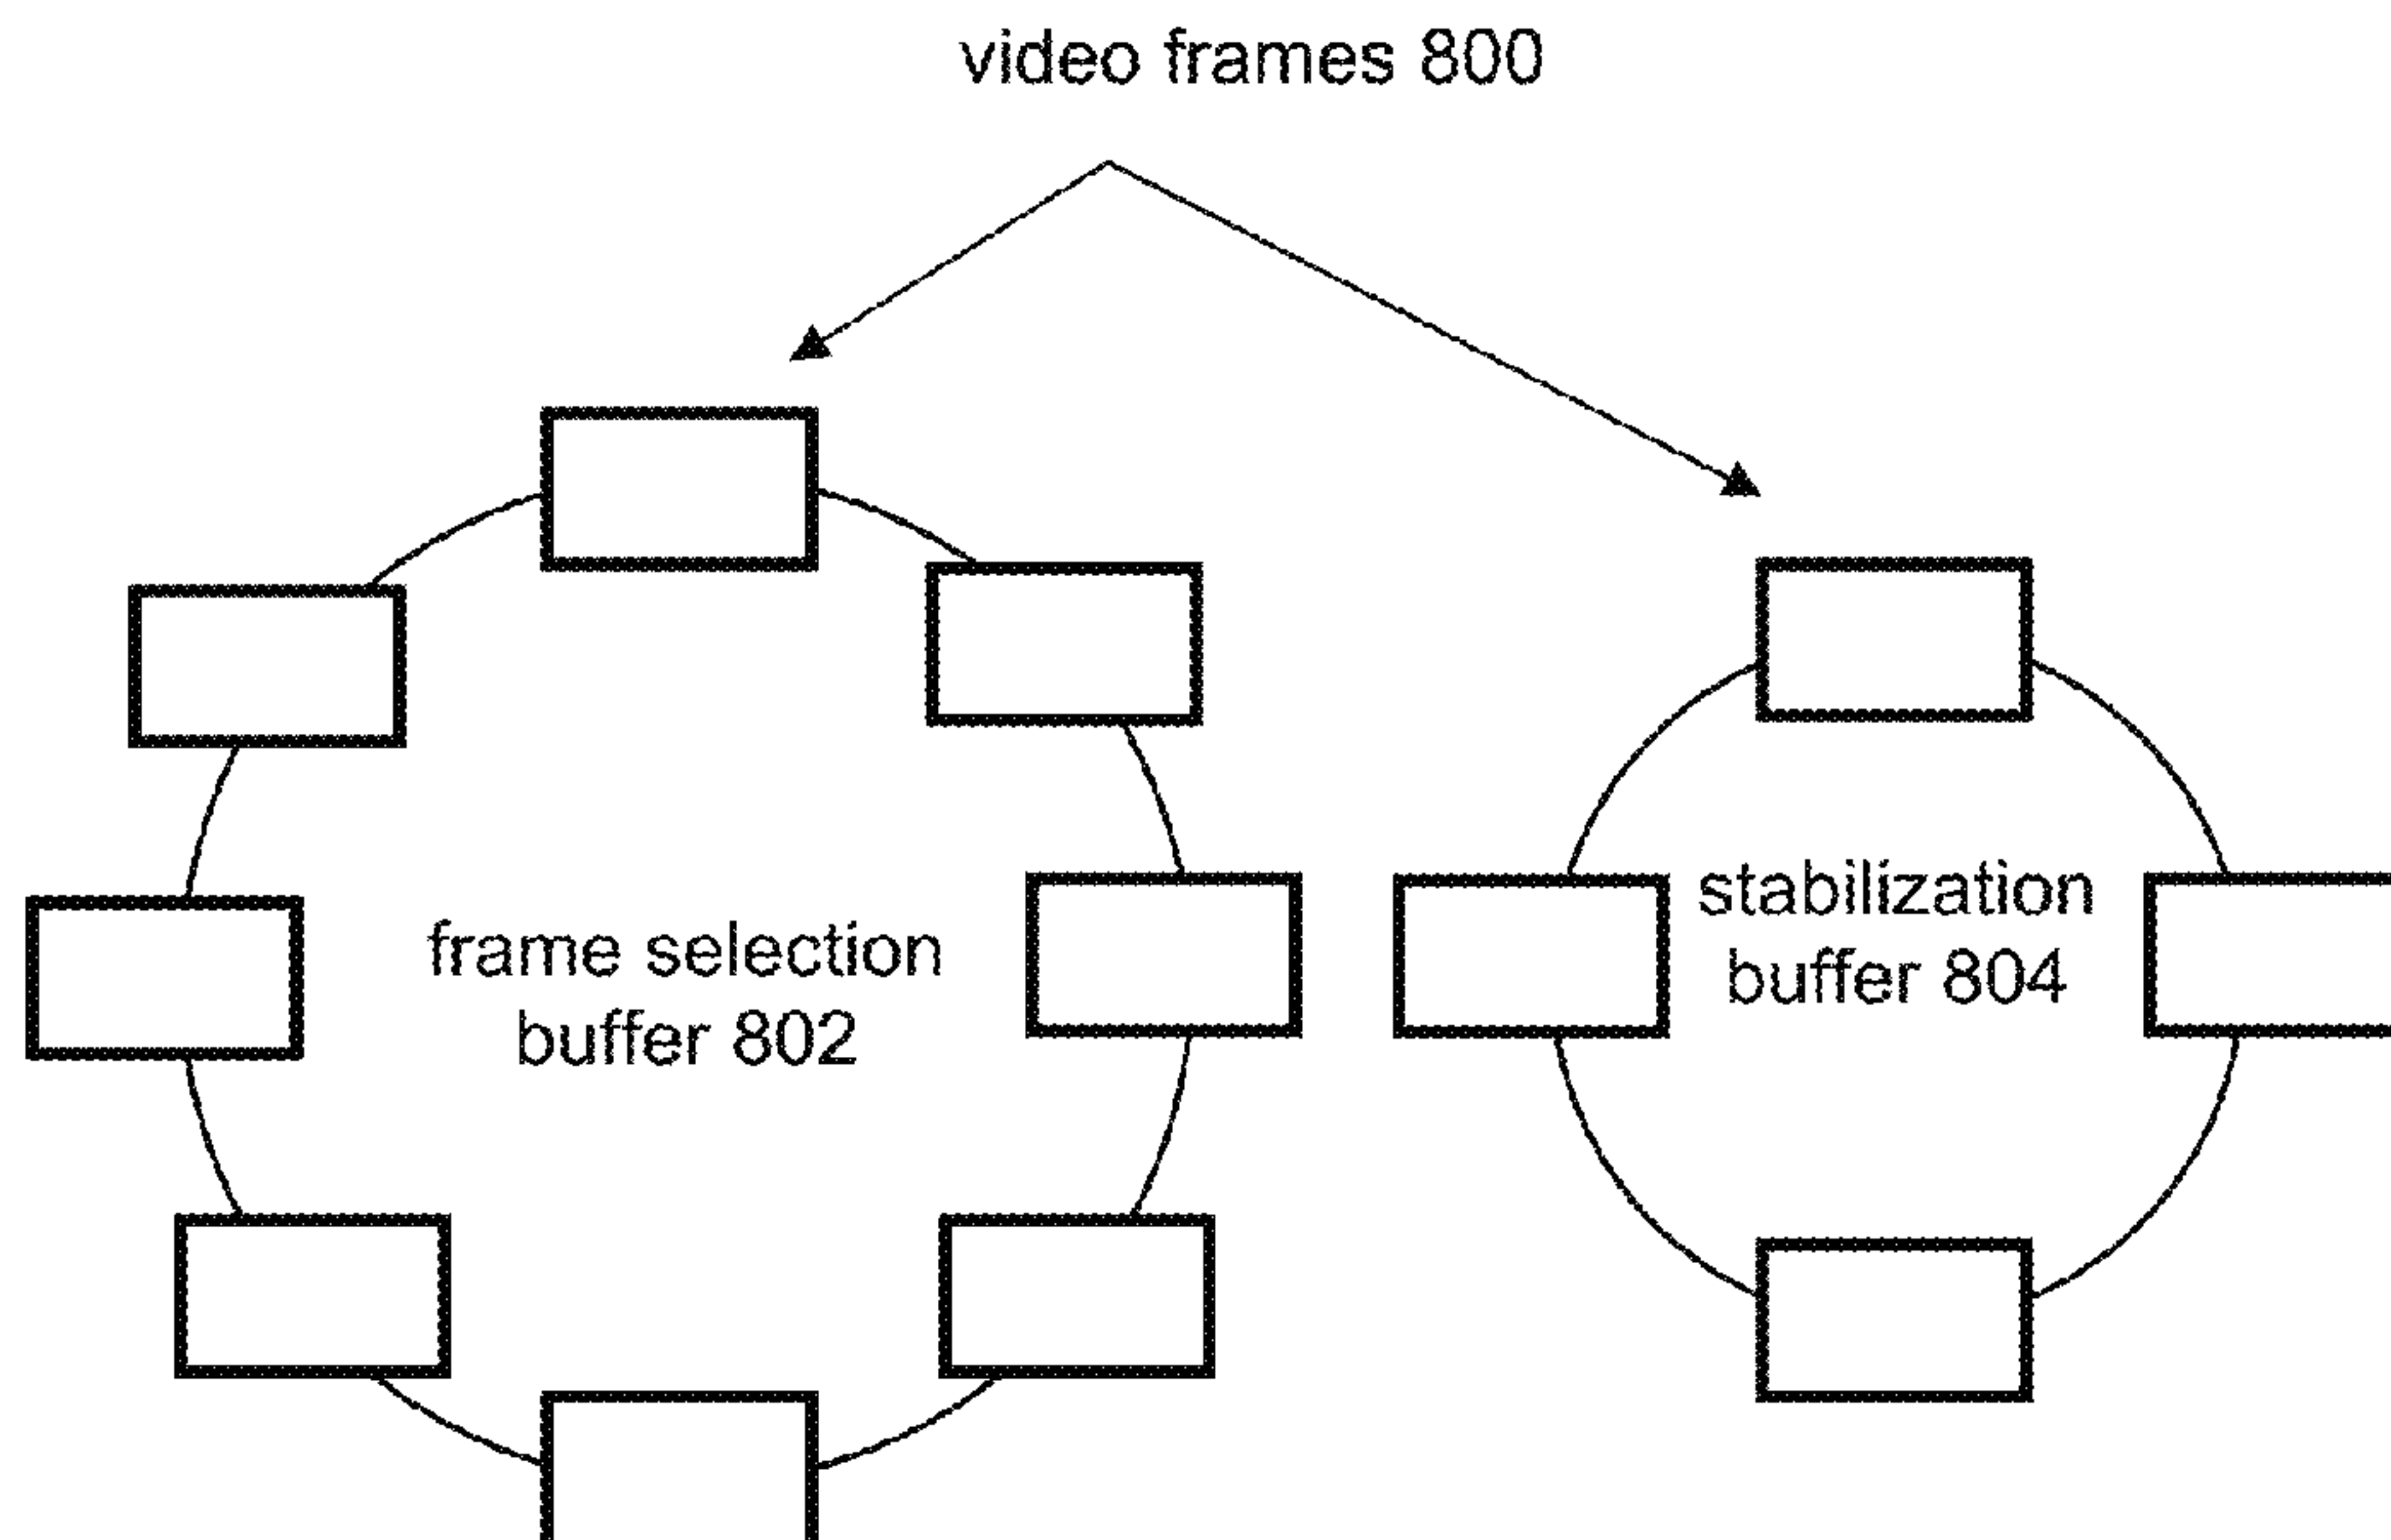 video frames 800
frame selection
buffer 802
stabilization
buffer 804